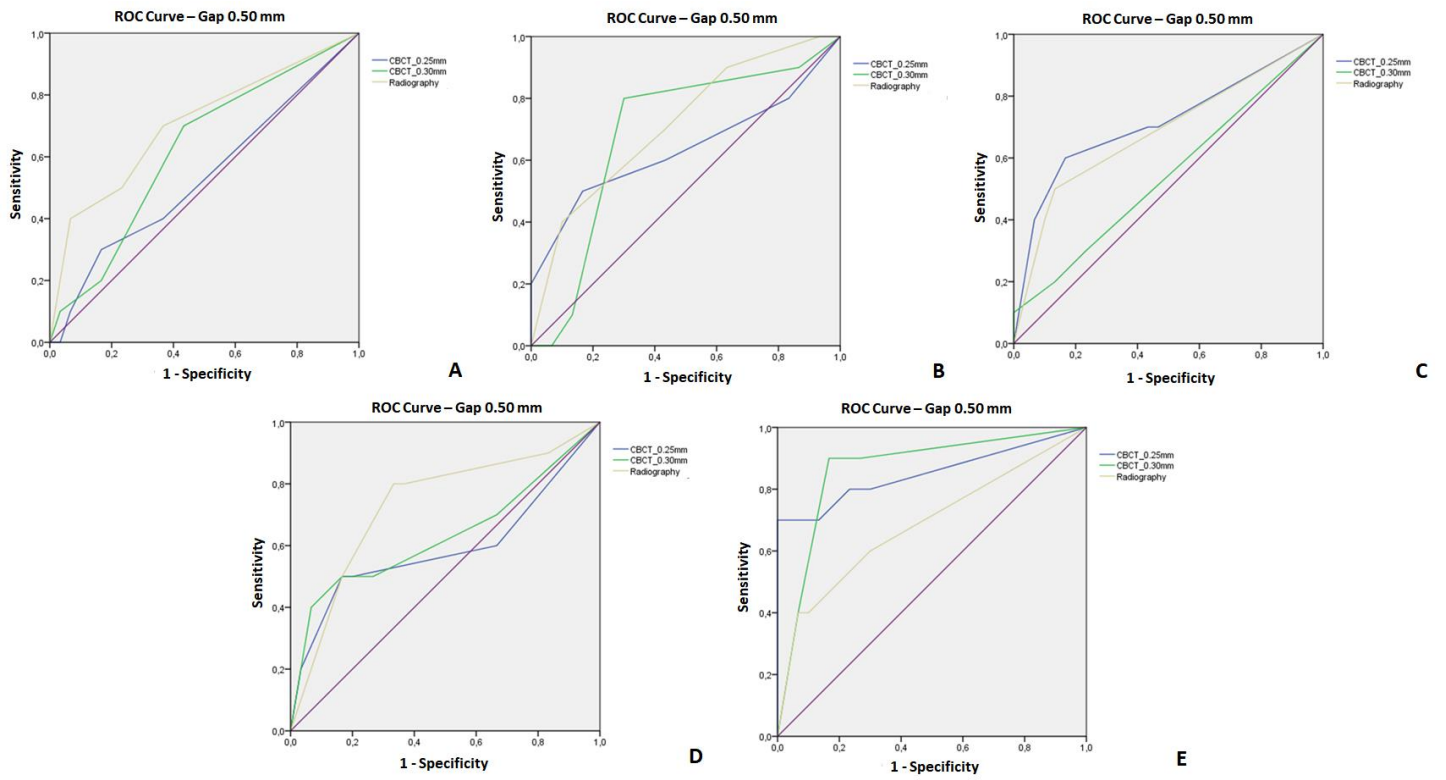 ROC Curve – Gap 0.50 mm
1,0
0,8
0,6
0,4
0,2
0,0
Sensitivity
0,0 0,2 0,4 0,6 0,8 1,0
1 - Specificity
CBCT_0.25mm
CBCT_0.30mm
Radiography
A
ROC Curve – Gap 0.50 mm
1,0
0,8
0,6
0,4
0,2
0,0
Sensitivity
0,0 0,2 0,4 0,6 0,8 1,0
1 - Specificity
CBCT_0.25mm
CBCT_0.30mm
Radiography
B
ROC Curve – Gap 0.50 mm
1,0
0,8
0,6
0,4
0,2
0,0
Sensitivity
0,0 0,2 0,4 0,6 0,8 1,0
1 - Specificity
CBCT_0.25mm
CBCT_0.30mm
Radiography
C
ROC Curve – Gap 0.50 mm
1,0
0,8
0,6
0,4
0,2
0,0
Sensitivity
0,0 0,2 0,4 0,6 0,8 1,0
1 - Specificity
CBCT_0.25mm
CBCT_0.30mm
Radiography
D
ROC Curve – Gap 0.50 mm
1,0
0,8
0,6
0,4
0,2
0,0
Sensitivity
0,0 0,2 0,4 0,6 0,8 1,0
1 - Specificity
CBCT_0.25mm
CBCT_0.30mm
Radiography
E